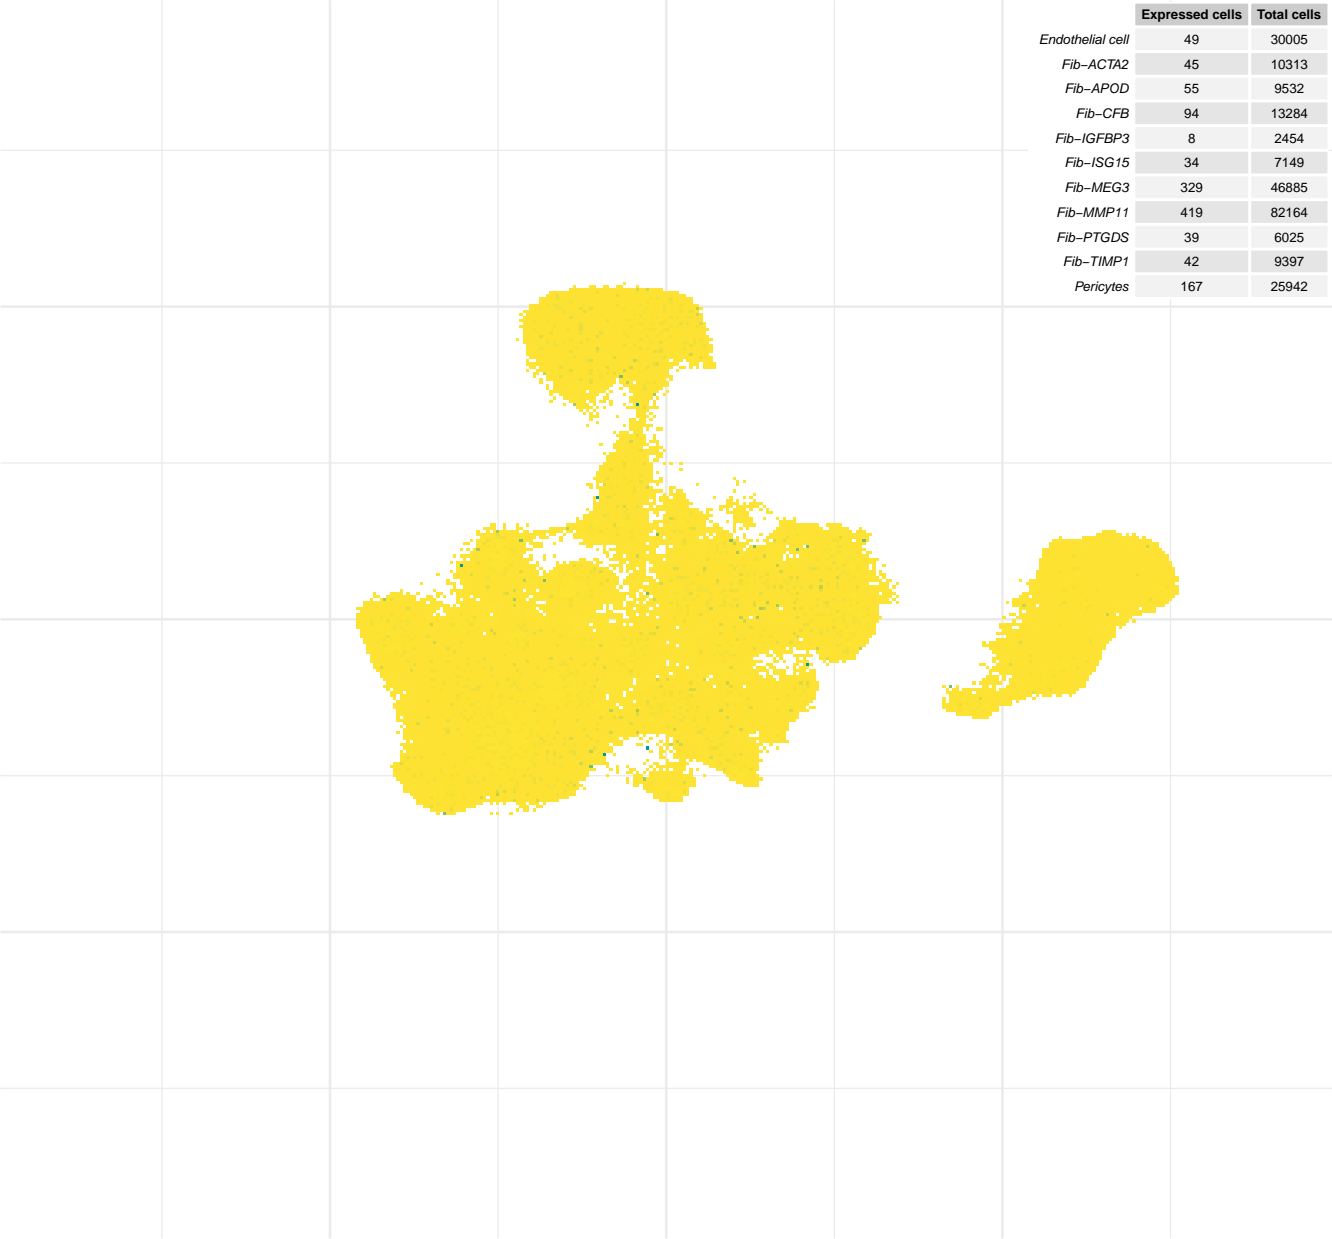 Expressed cells Total cells
Endothelial cell 49 30005
Fib−ACTA2 45 10313
Fib−APOD 55 9532
Fib−CFB 94 13284
Fib−IGFBP3 8 2454
Fib−ISG15 34 7149
Fib−MEG3 329 46885
Fib−MMP11 419 82164
Fib−PTGDS 39 6025
Fib−TIMP1 42 9397
Pericytes 167 25942